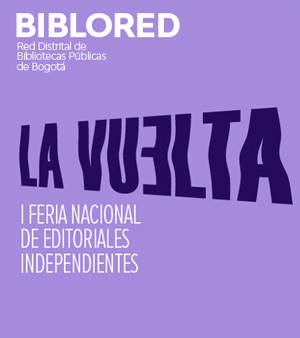 BIBLORED
Red Distrital de
Bibliotecas Públicas
de Bogotá
LA VUELTA
I FERIA NACIONAL
DE EDITORIALES
INDEPENDIENTES